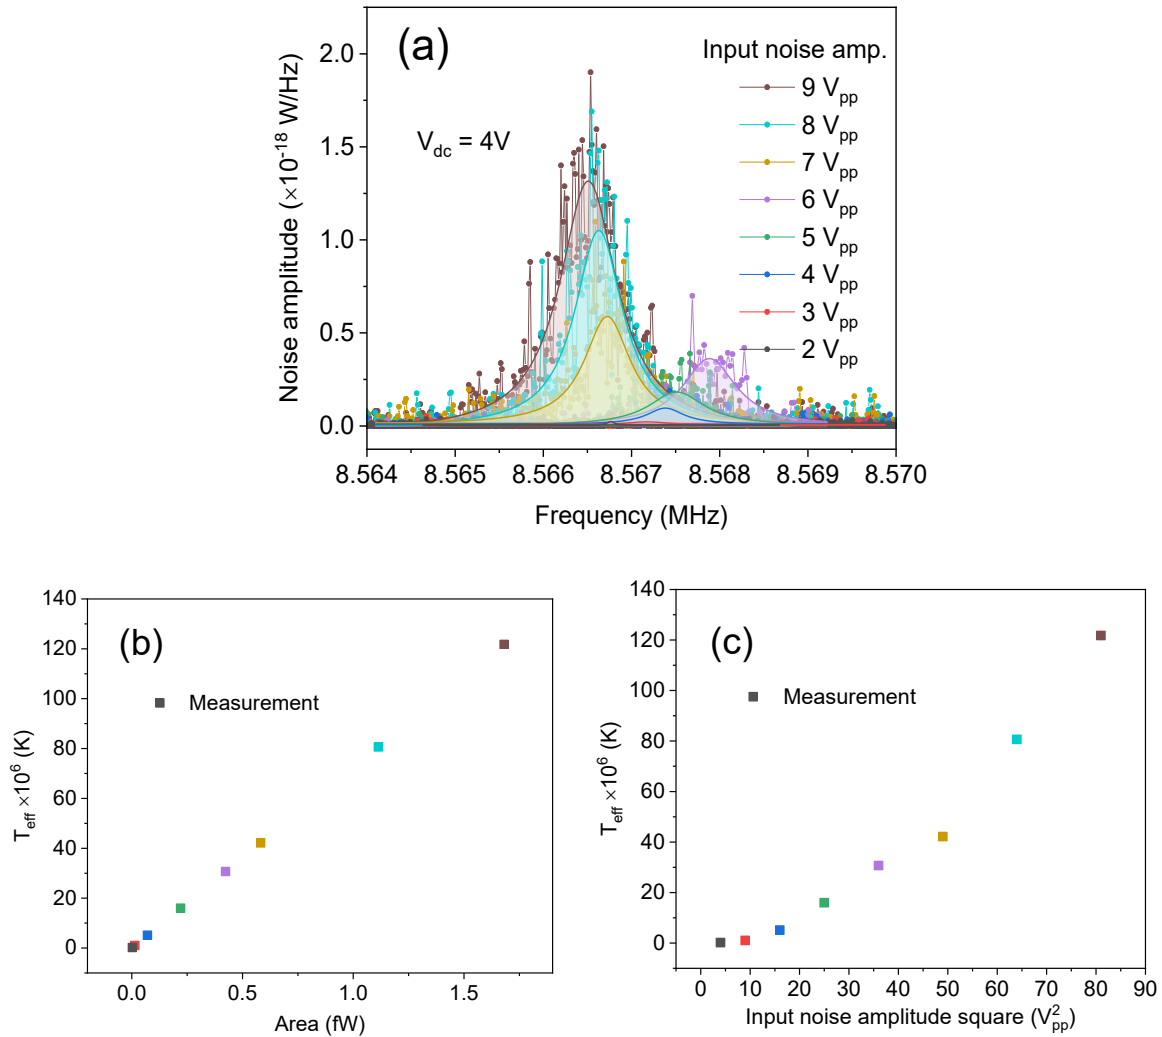 (a)
Noise amplitude (×10⁻¹⁸ W/Hz)
2.0
1.5
1.0
0.5
0.0
V_dc = 4V
Input noise amp.
9 V_pp
8 V_pp
7 V_pp
6 V_pp
5 V_pp
4 V_pp
3 V_pp
2 V_pp
8.564 8.565 8.566 8.567 8.568 8.569 8.570
Frequency (MHz)
(b)
T_eff ×10⁶ (K)
140
120
100
80
60
40
20
0
Measurement
0.0 0.5 1.0 1.5
Area (fW)
(c)
T_eff ×10⁶ (K)
140
120
100
80
60
40
20
0
Measurement
0 10 20 30 40 50 60 70 80 90
Input noise amplitude square (V²_pp)